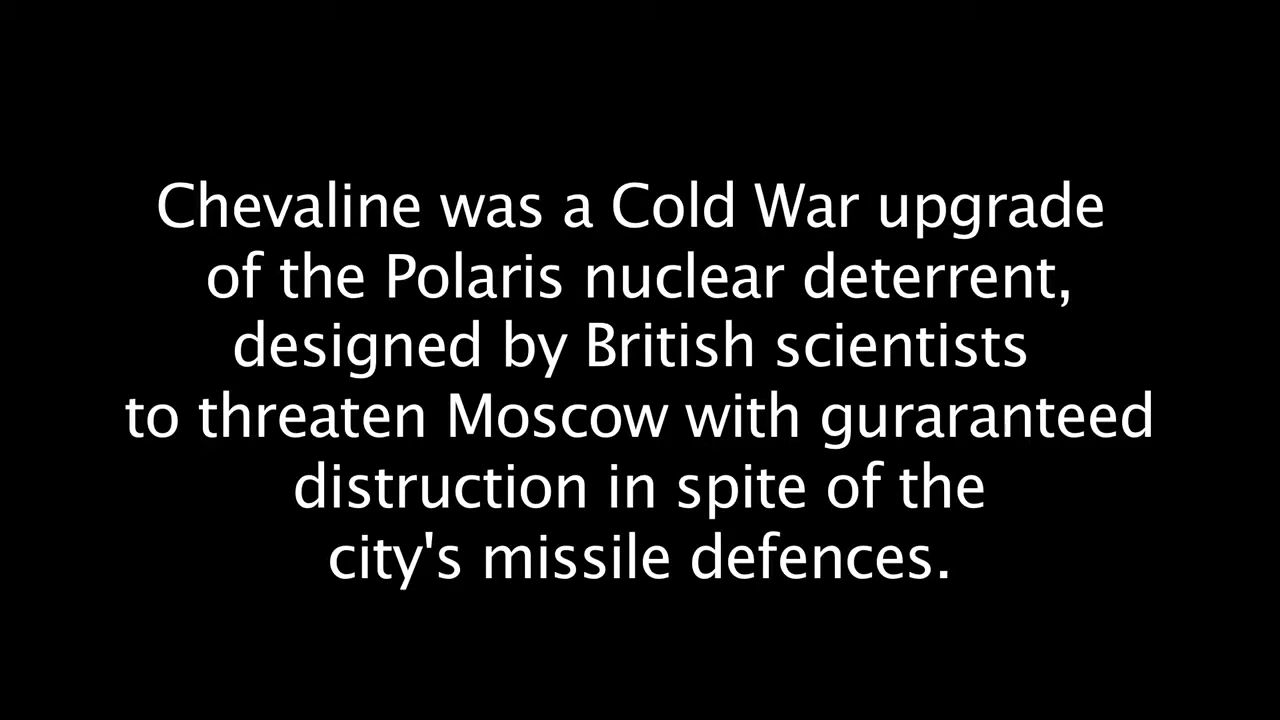 Chevaline was a Cold War upgrade
of the Polaris nuclear deterrent,
designed by British scientists
to threaten Moscow with guraranteed
distruction in spite of the
city's missile defences.